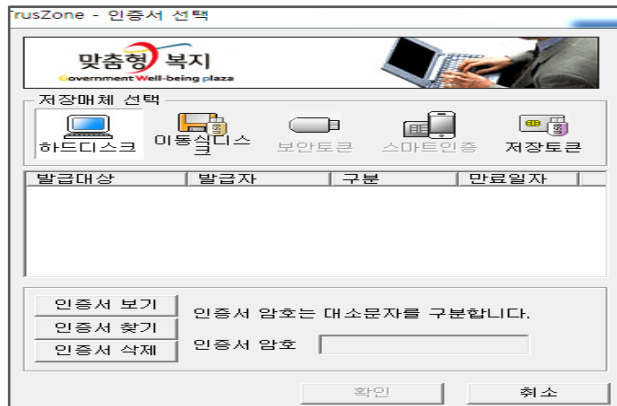 TrusZone - 인증서 선택
맞춤형 복지
Government Well-being plaza
저장매체 선택
하드디스크
이동식디스크
보안토큰
스마트인증
저장토큰
발급대상 발급자 구분 만료일자
인증서 보기
인증서 찾기
인증서 삭제
인증서 암호는 대소문자를 구분합니다.
인증서 암호
확인 취소